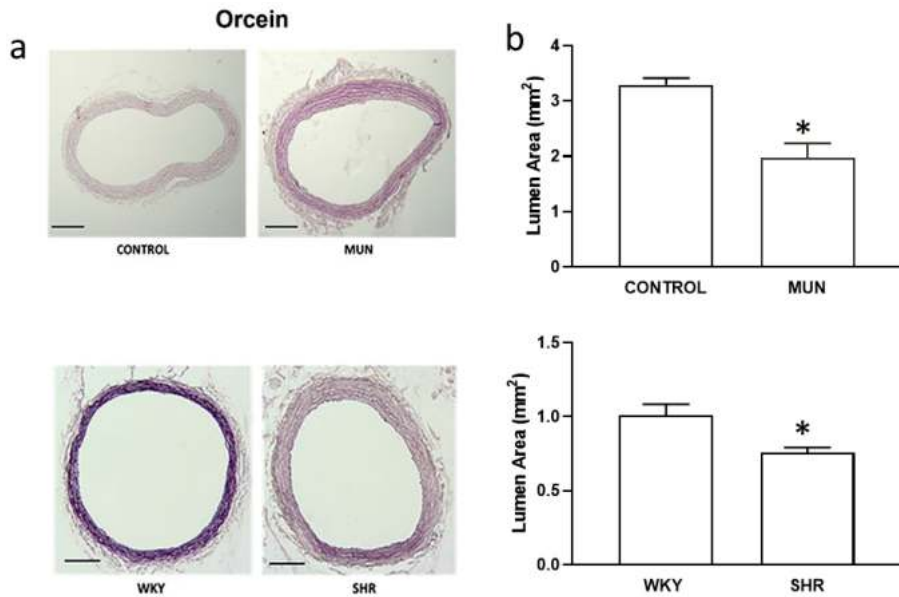 Orcein
a
CONTROL
MUN
WKY
SHR
b
Lumen Area (mm²)
4
3
2
1
0
*
CONTROL
MUN
Lumen Area (mm²)
1.5
1.0
0.5
0.0
*
WKY
SHR